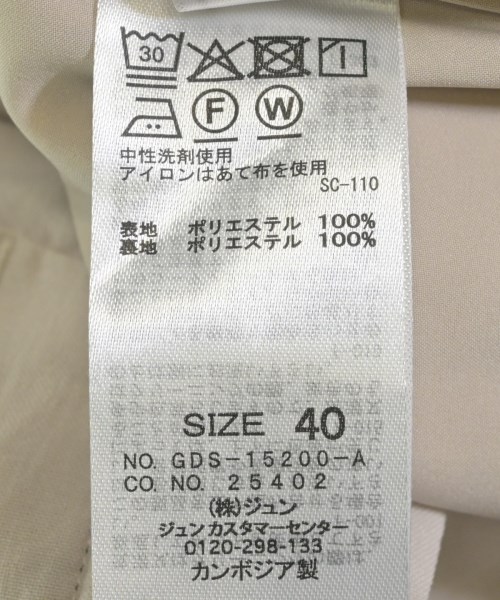 30
F W
中性洗剤使用
アイロンはあて布を使用
SC-110
表地 ポリエステル 100%
裏地 ポリエステル 100%
SIZE 40
NO. GDS-15200-A
CO. NO. 25402
(株)ジュン
ジュン カスタマーセンター
0120-298-133
カンボジア製